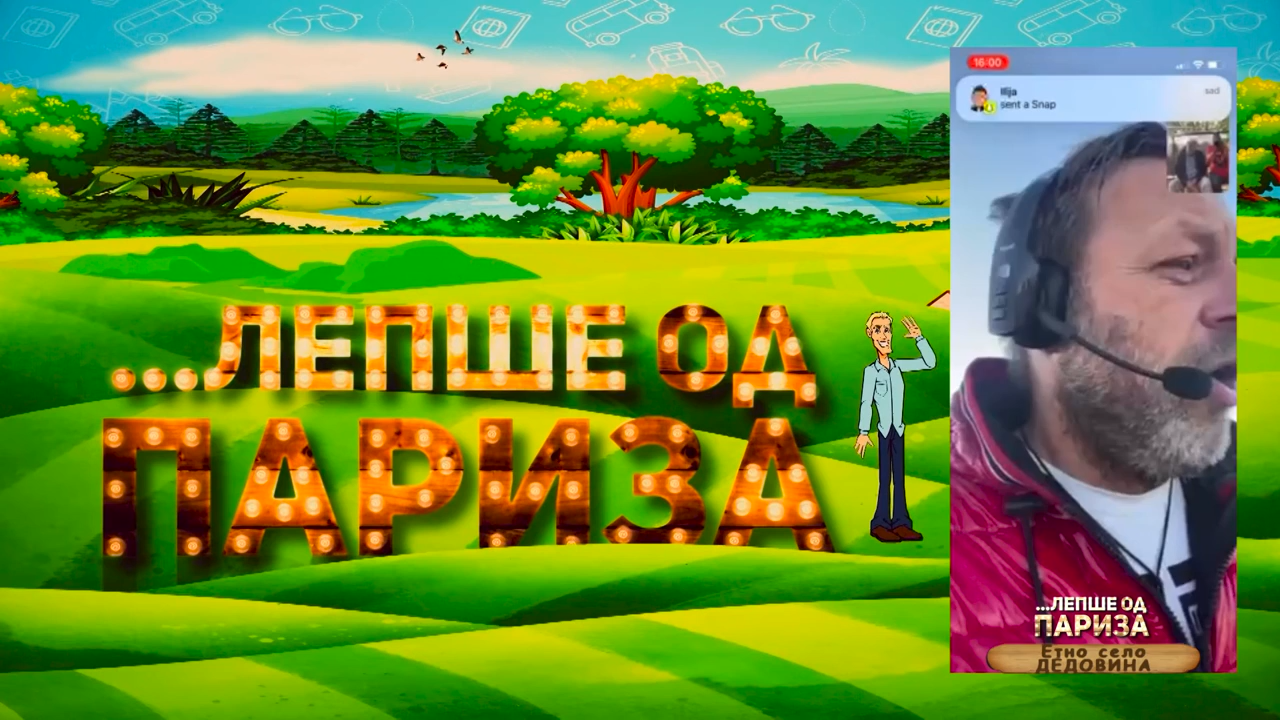 ...ЛЕПШЕ ОД
ПАРИЗА
16:00
Ilija
sad
sent a Snap
...ЛЕПШЕ ОД
ПАРИЗА
Етно село
ДЕДОВИНА